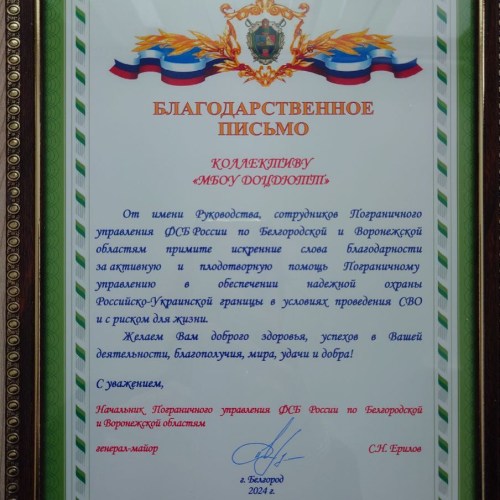 БЛАГОДАРСТВЕННОЕ
ПИСЬМО
КОЛЛЕКТИВУ
«МБОУ ДОЦДЮТТ»
От имени Руководства, сотрудников Пограничного
управления ФСБ России по Белгородской и Воронежской
областям примите искренние слова благодарности
за активную и плодотворную помощь Пограничному
управлению в обеспечении надежной охраны
Российско-Украинской границы в условиях проведения СВО
и с риском для жизни.
Желаем Вам доброго здоровья, успехов в Вашей
деятельности, благополучия, мира, удачи и добра!
С уважением,
Начальник Пограничного управления ФСБ России по Белгородской
и Воронежской областям
генерал-майор С.Н. Ерилов
г. Белгород
2024 г.